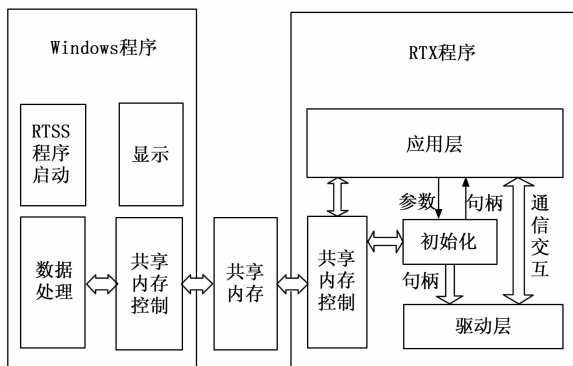 Windows程序
RTX程序
RTSS
程序
启动
显示
应用层
参数
句柄
通
信
交
互
数据
处理
共享
内存
控制
共享
内存
共享
内存
控制
初始化
句柄
驱动层